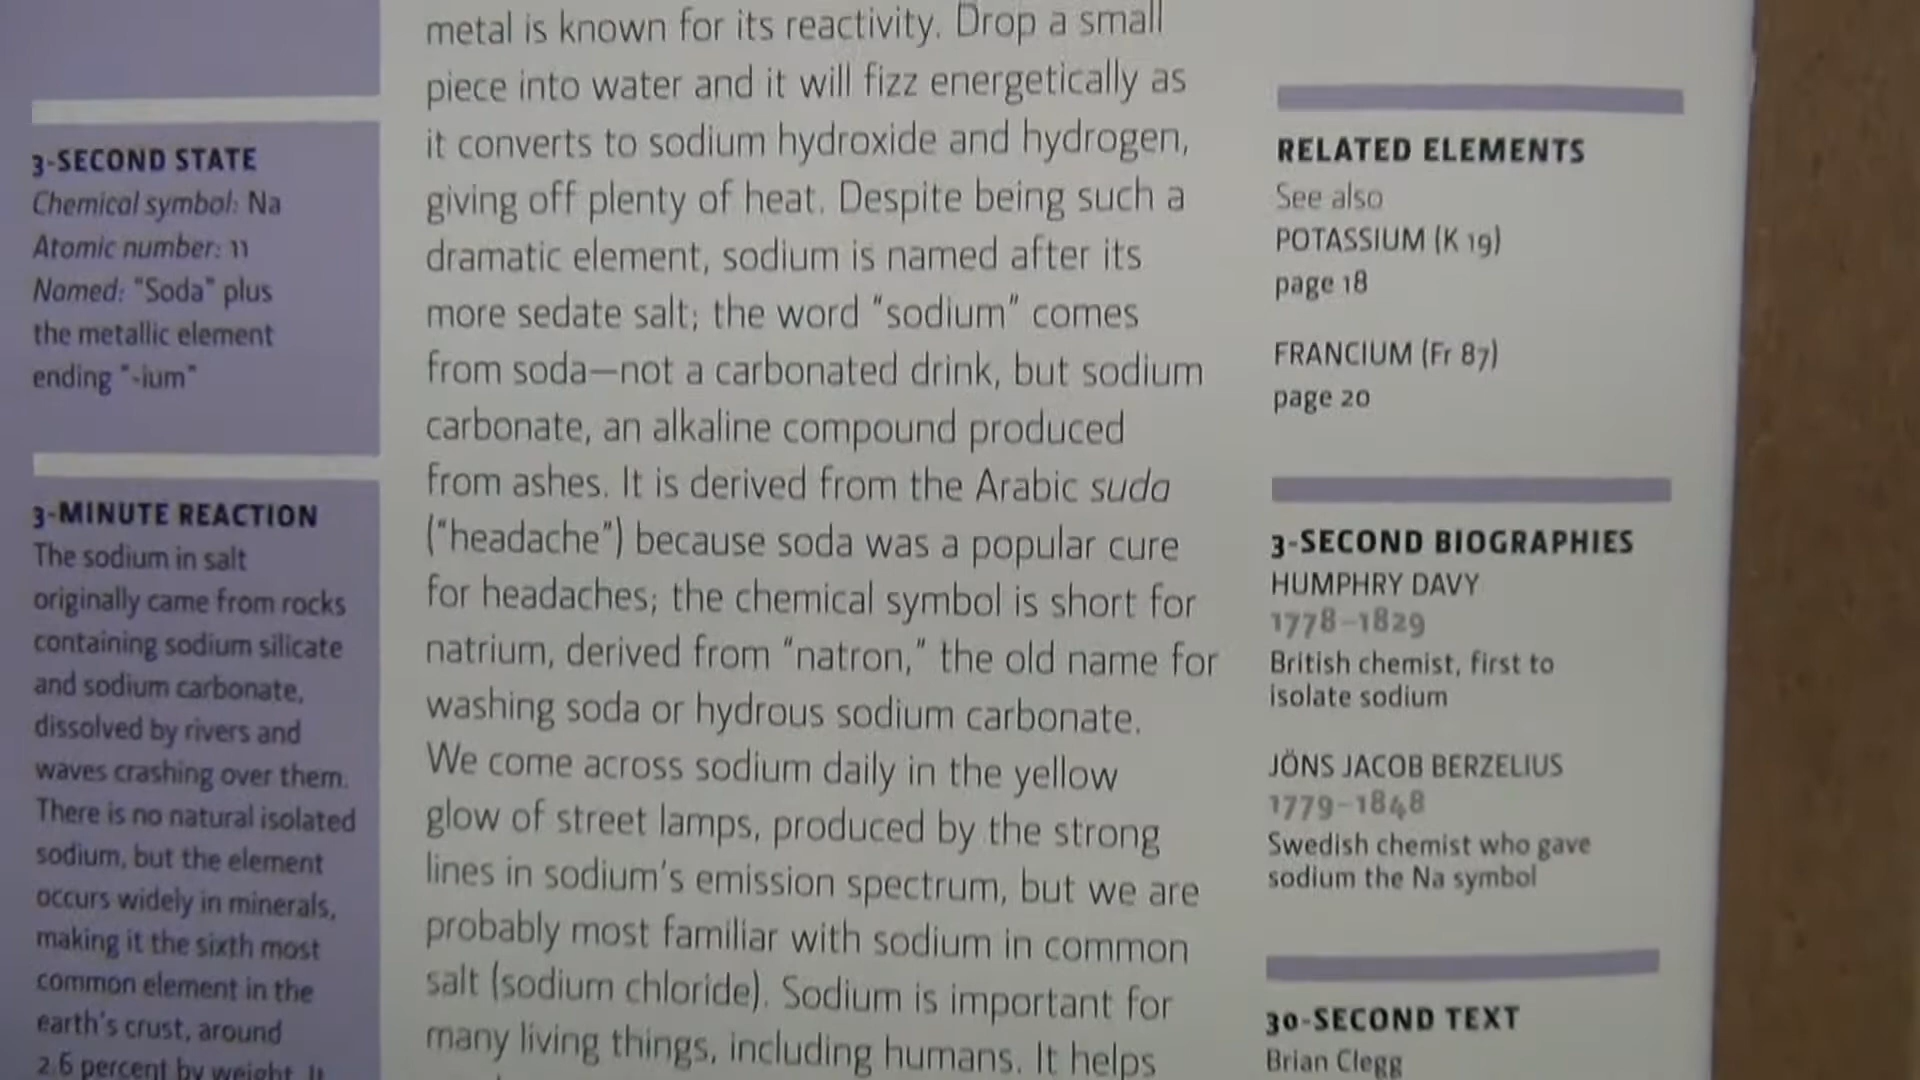 3-SECOND STATE
Chemical symbol: Na
Atomic number: 11
Named: "Soda" plus
the metallic element
ending "-ium"
3-MINUTE REACTION
The sodium in salt
originally came from rocks
containing sodium silicate
and sodium carbonate,
dissolved by rivers and
waves crashing over them.
There is no natural isolated
sodium, but the element
occurs widely in minerals,
making it the sixth most
common element in the
earth's crust, around
2.6 percent by weight. It
metal is known for its reactivity. Drop a small
piece into water and it will fizz energetically as
it converts to sodium hydroxide and hydrogen,
giving off plenty of heat. Despite being such a
dramatic element, sodium is named after its
more sedate salt; the word "sodium" comes
from soda—not a carbonated drink, but sodium
carbonate, an alkaline compound produced
from ashes. It is derived from the Arabic suda
("headache") because soda was a popular cure
for headaches; the chemical symbol is short for
natrium, derived from "natron," the old name for
washing soda or hydrous sodium carbonate.
We come across sodium daily in the yellow
glow of street lamps, produced by the strong
lines in sodium's emission spectrum, but we are
probably most familiar with sodium in common
salt (sodium chloride). Sodium is important for
many living things, including humans. It helps
RELATED ELEMENTS
See also
POTASSIUM (K 19)
page 18
FRANCIUM (Fr 87)
page 20
3-SECOND BIOGRAPHIES
HUMPHRY DAVY
1778–1829
British chemist, first to
isolate sodium
JÖNS JACOB BERZELIUS
1779–1848
Swedish chemist who gave
sodium the Na symbol
30-SECOND TEXT
Brian Clegg